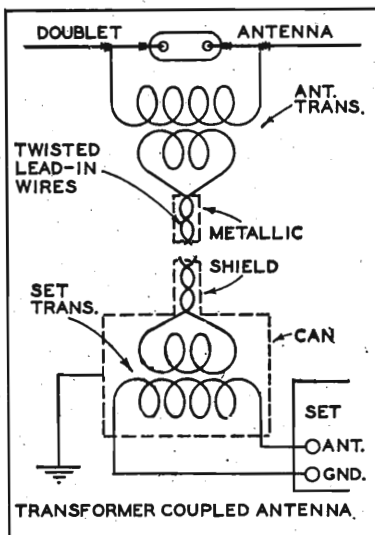 DOUBLET ANTENNA
ANT.
TRANS.
TWISTED
LEAD-IN
WIRES
METALLIC
SHIELD
SET
TRANS.
CAN
SET
ANT.
GND.
TRANSFORMER COUPLED ANTENNA.